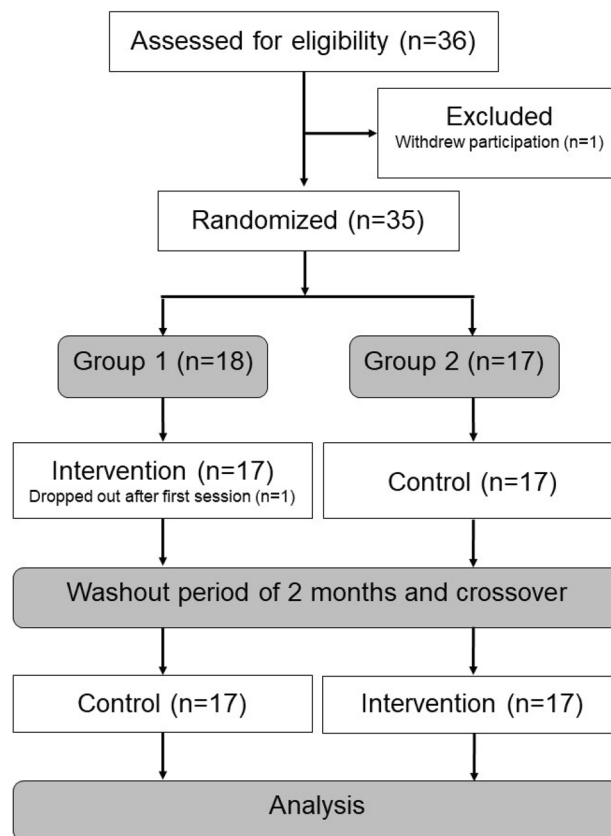 Assessed for eligibility (n=36)
Excluded
Withdrew participation (n=1)
Randomized (n=35)
Group 1 (n=18)
Group 2 (n=17)
Intervention (n=17)
Dropped out after first session (n=1)
Control (n=17)
Washout period of 2 months and crossover
Control (n=17)
Intervention (n=17)
Analysis